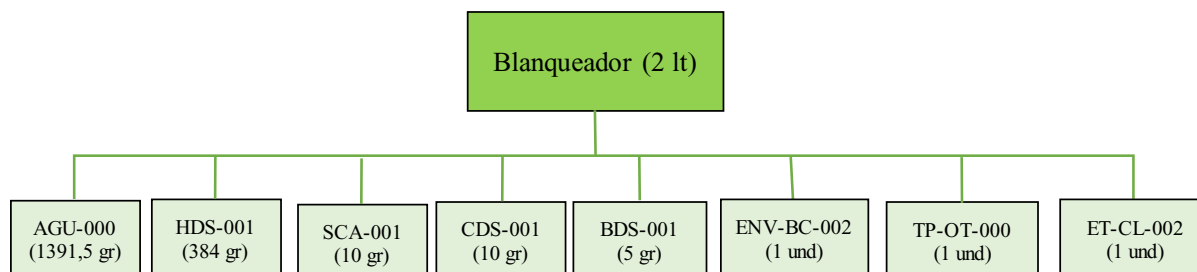 Blanqueador (2 lt)
AGU-000
(1391,5 gr)
HDS-001
(384 gr)
SCA-001
(10 gr)
CDS-001
(10 gr)
BDS-001
(5 gr)
ENV-BC-002
(1 und)
TP-OT-000
(1 und)
ET-CL-002
(1 und)